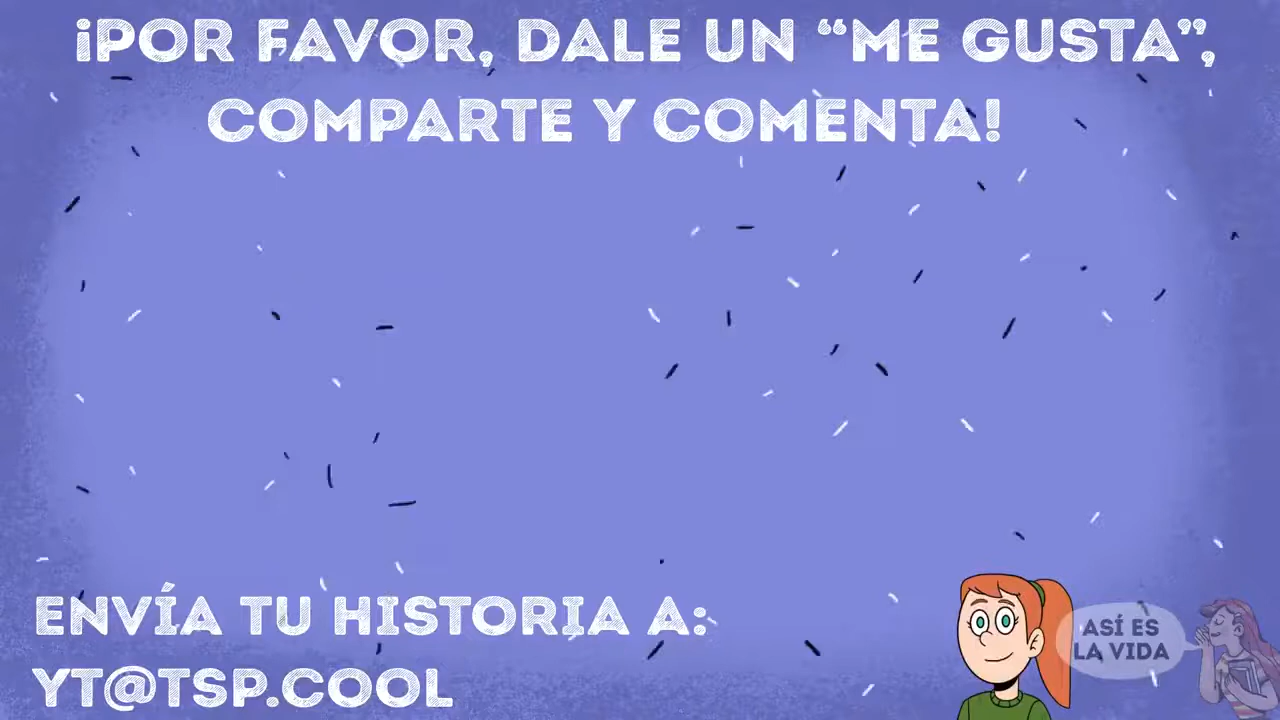 ¡POR FAVOR, DALE UN “ME GUSTA”,
COMPARTE Y COMENTA!
ENVÍA TU HISTORIA A:
YT@TSP.COOL
ASÍ ES
LA VIDA